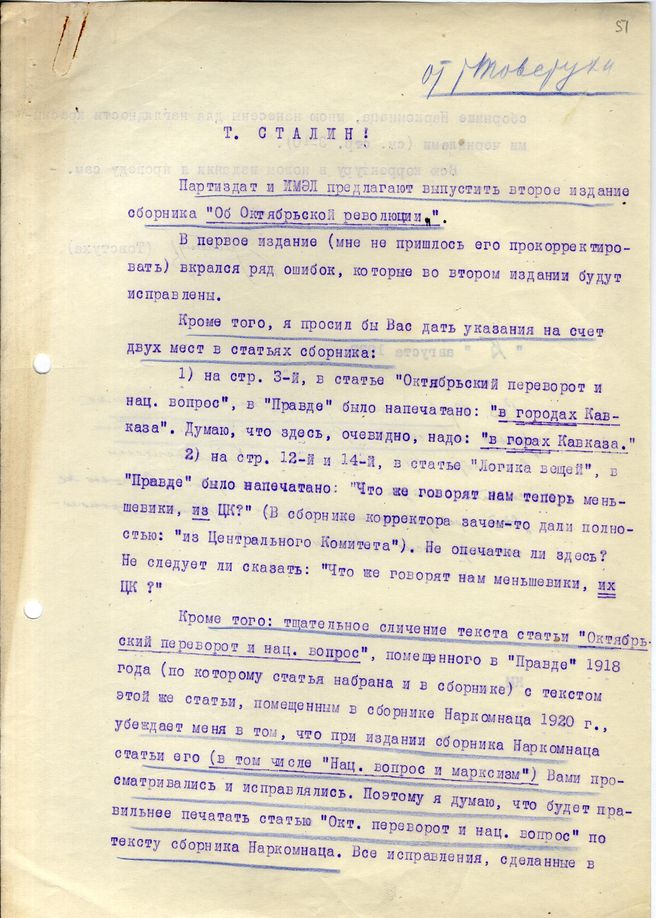 51
от т. Товстухи
Т. СТАЛИН!
Партиздат и ИМЭЛ предлагают выпустить второе издание
сборника "Об Октябрьской революции".
В первое издание (мне не пришлось его прокорректиро-
вать) вкрался ряд ошибок, которые во втором издании будут
исправлены.
Кроме того, я просил бы Вас дать указания на счет
двух мест в статьях сборника:
1) на стр. 3-й, в статье "Октябрьский переворот и
нац. вопрос", в "Правде" было напечатано: "в городах Кав-
каза". Думаю, что здесь, очевидно, надо: "в горах Кавказа."
2) на стр. 12-й и 14-й, в статье "Логика вещей", в
"Правде" было напечатано: "Что же говорят нам теперь мень-
шевики, из ЦК?" (В сборнике корректора зачем-то дали полно-
стью: "из Центрального Комитета"). Не опечатка ли здесь?
Не следует ли сказать: "Что же говорят нам меньшевики, их
ЦК ?"
Кроме того: тщательное сличение текста статьи "Октябрь-
ский переворот и нац. вопрос", помещенного в "Правде" 1918
года (по которому статья набрана и в сборнике) с текстом
этой же статьи, помещенным в сборнике Наркомнаца 1920 г.,
убеждает меня в том, что при издании сборника Наркомнаца
статьи его (в том числе "Нац. вопрос и марксизм") Вами про-
сматривались и исправлялись. Поэтому я думаю, что будет пра-
вильнее печатать статью "Окт. переворот и нац. вопрос" по
тексту сборника Наркомнаца. Все исправления, сделанные в